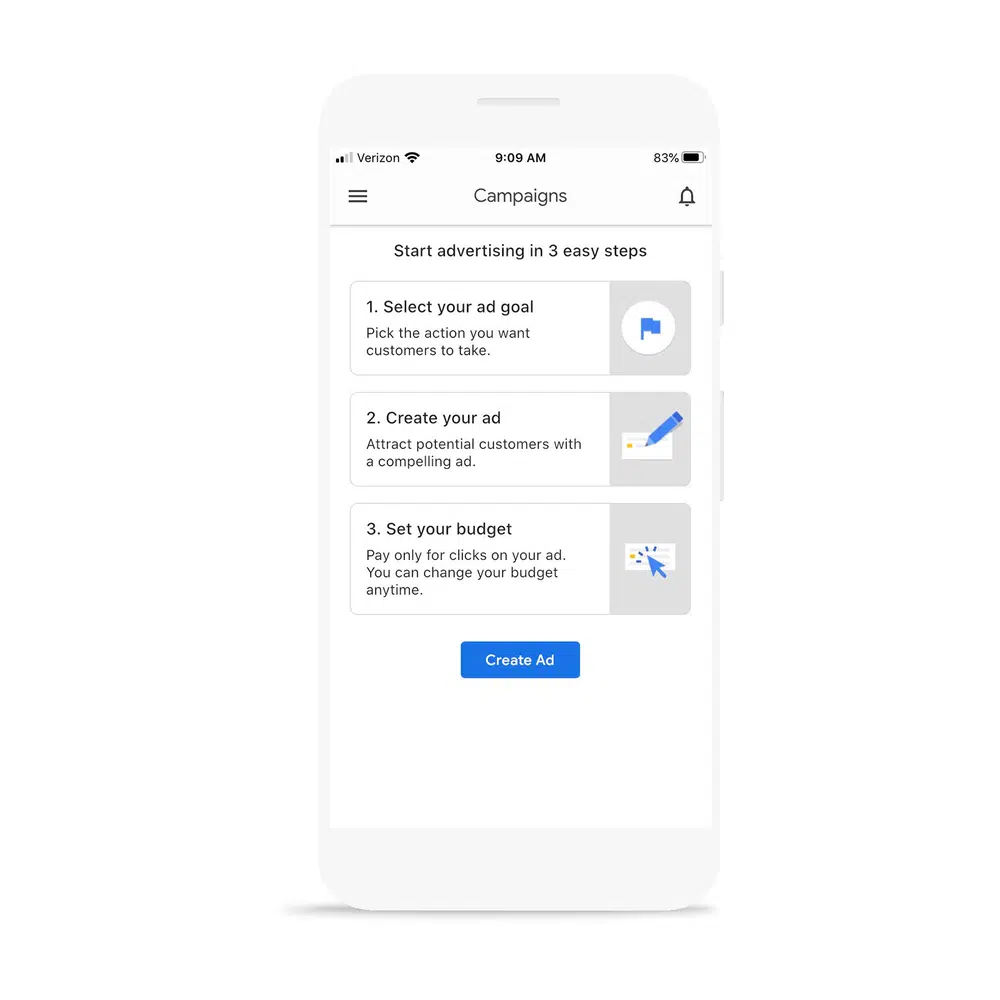 Verizon 9:09 AM 83%
Campaigns
Start advertising in 3 easy steps
1. Select your ad goal
Pick the action you want
customers to take.
2. Create your ad
Attract potential customers with
a compelling ad.
3. Set your budget
Pay only for clicks on your ad.
You can change your budget
anytime.
Create Ad